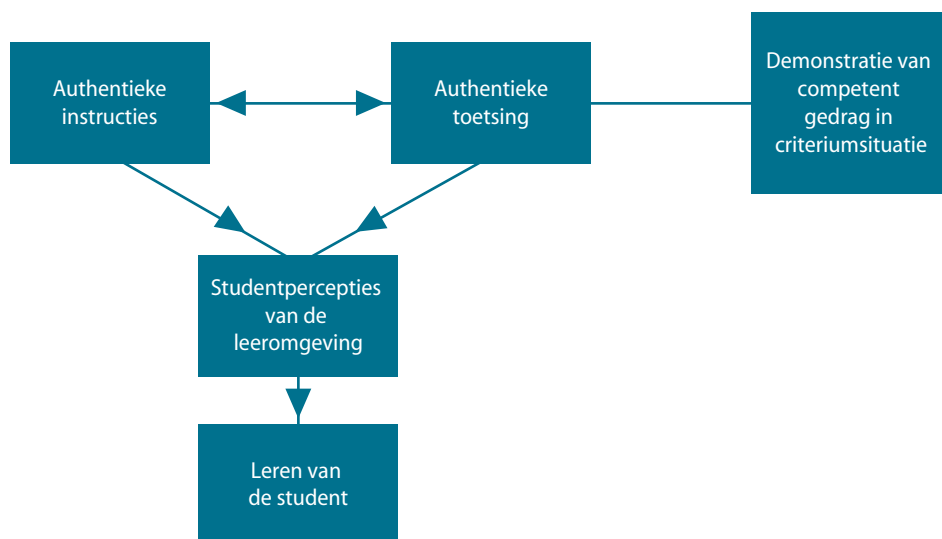 Authentieke
instructies
Authentieke
toetsing
Demonstratie van
competent
gedrag in
criteriumsituatie
Studentpercepties
van de
leeromgeving
Leren van
de student